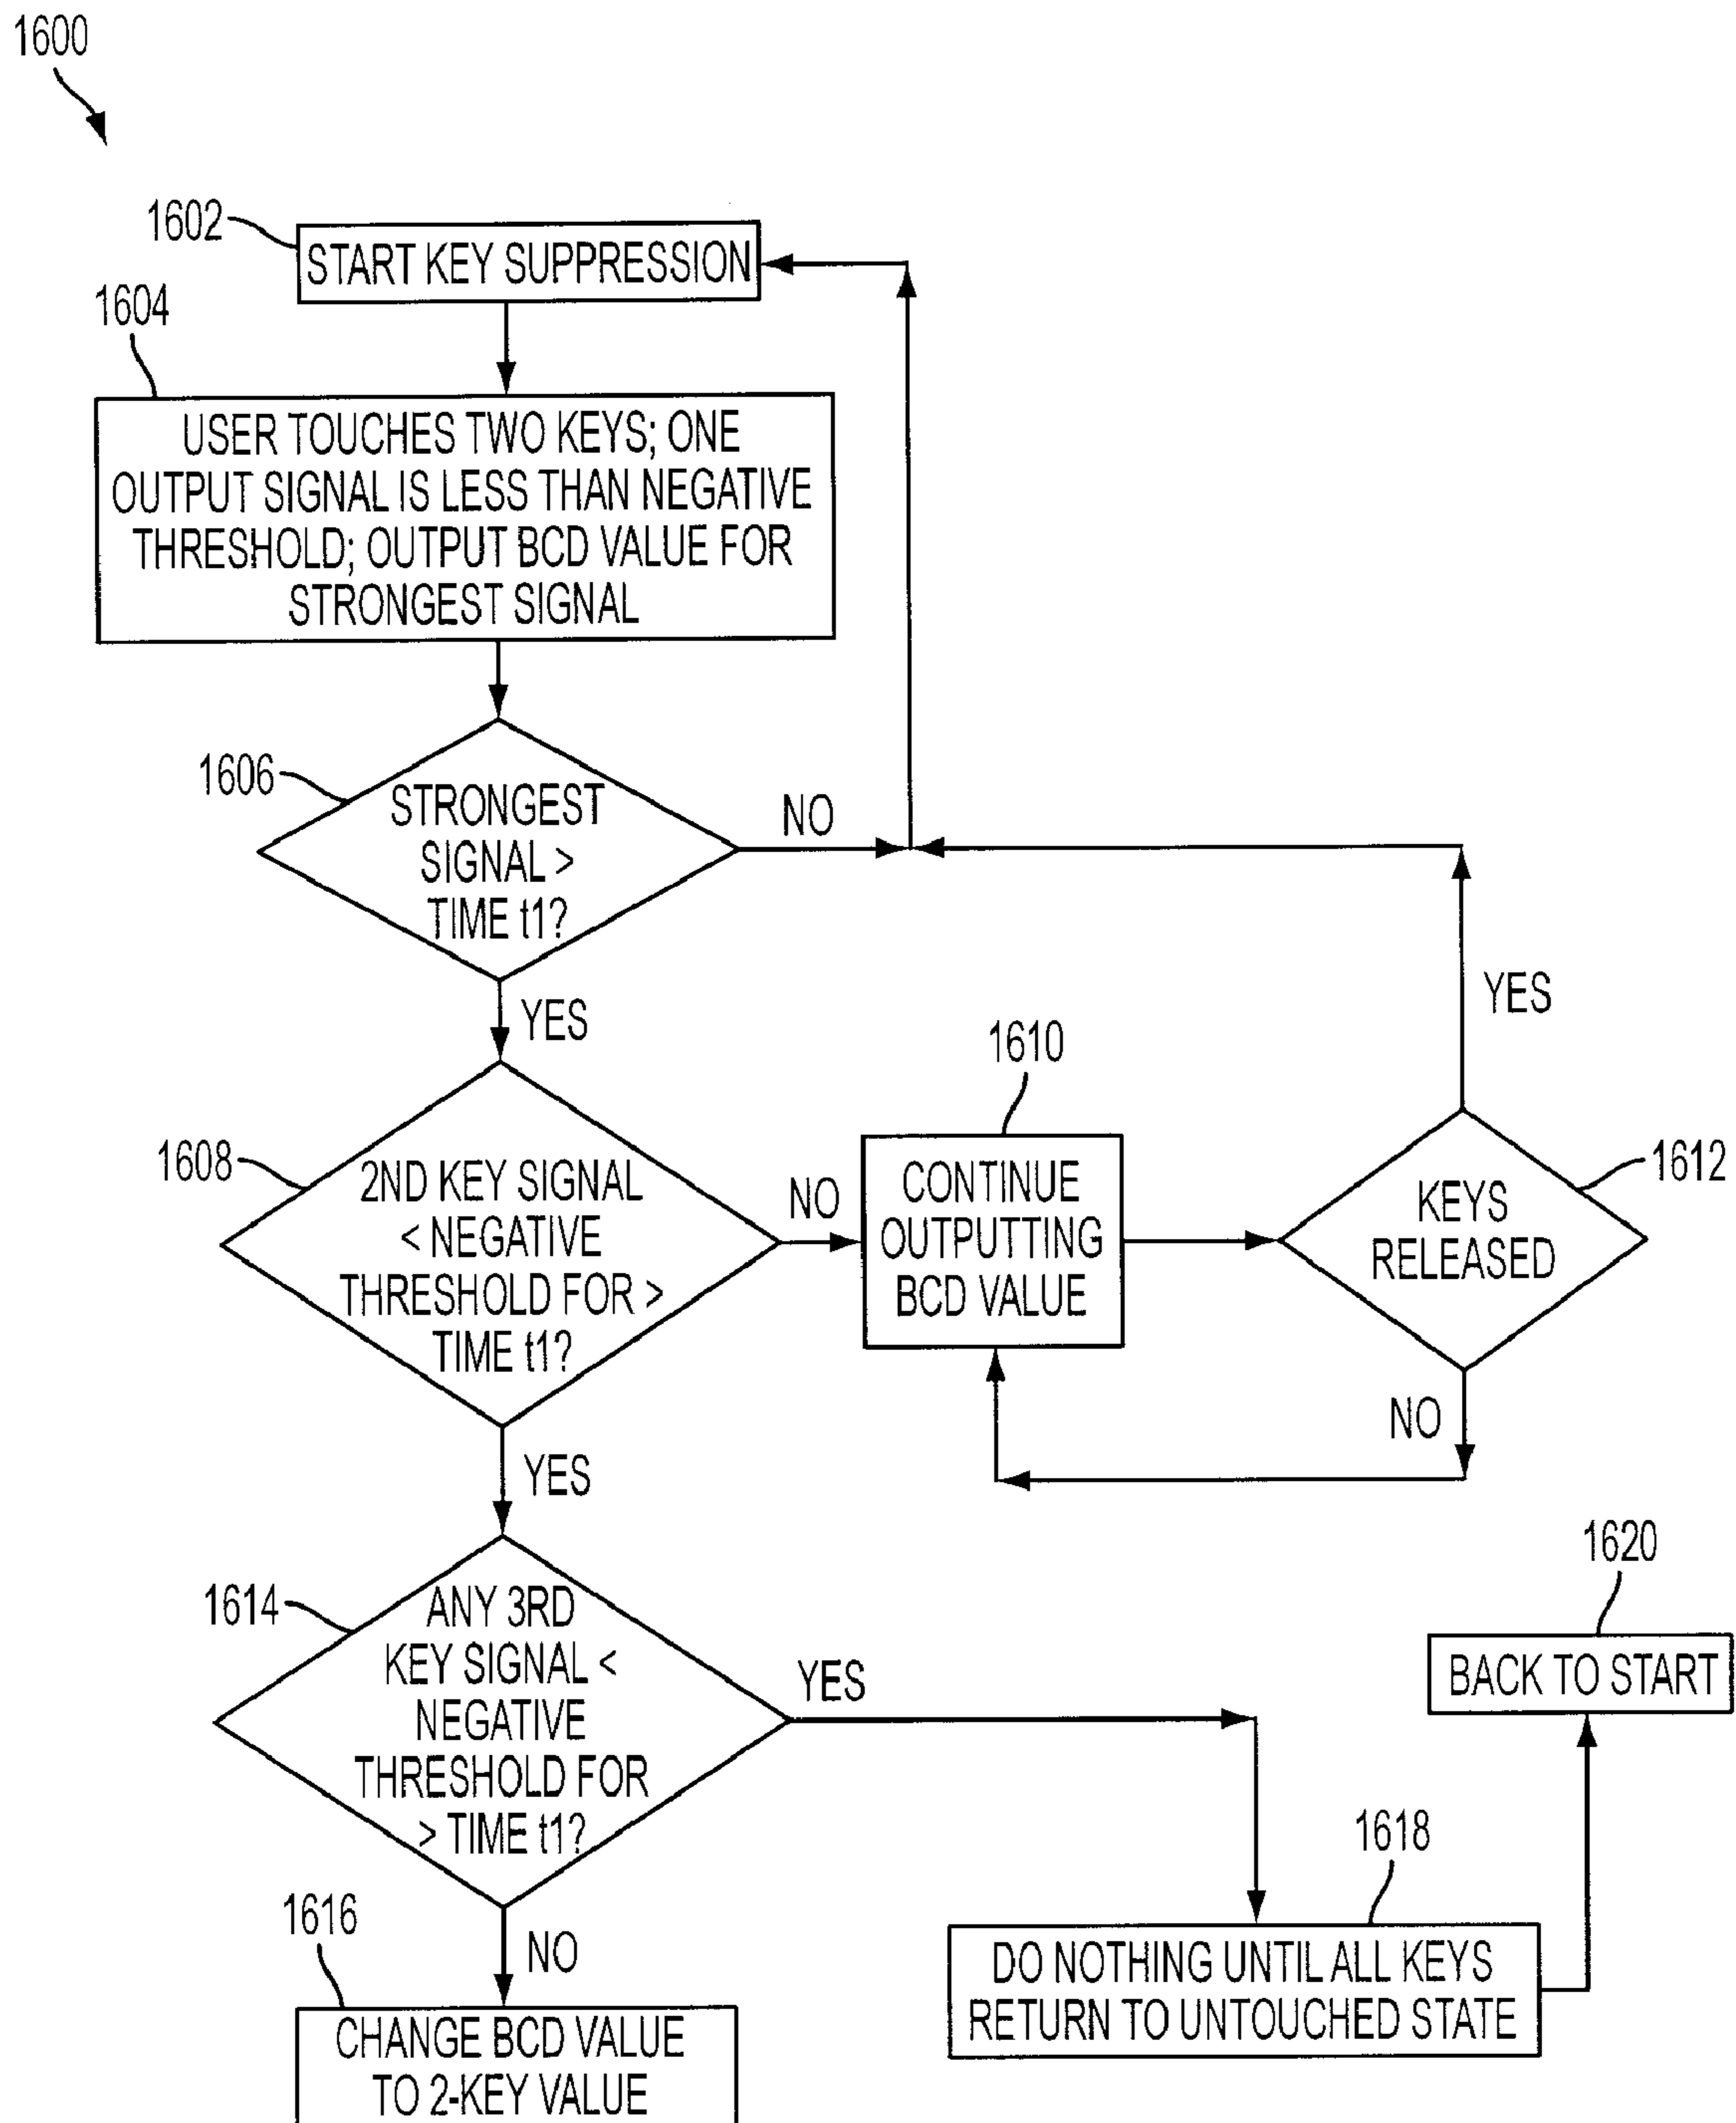 1600
1602
START KEY SUPPRESSION
1604
USER TOUCHES TWO KEYS; ONE
OUTPUT SIGNAL IS LESS THAN NEGATIVE
THRESHOLD; OUTPUT BCD VALUE FOR
STRONGEST SIGNAL
1606
STRONGEST
SIGNAL >
TIME t1?
NO
YES
1608
2ND KEY SIGNAL
< NEGATIVE
THRESHOLD FOR >
TIME t1?
NO
1610
CONTINUE
OUTPUTTING
BCD VALUE
1612
KEYS
RELEASED
YES
NO
YES
1614
ANY 3RD
KEY SIGNAL <
NEGATIVE
THRESHOLD FOR
> TIME t1?
YES
1620
BACK TO START
1618
DO NOTHING UNTIL ALL KEYS
RETURN TO UNTOUCHED STATE
NO
1616
CHANGE BCD VALUE
TO 2-KEY VALUE